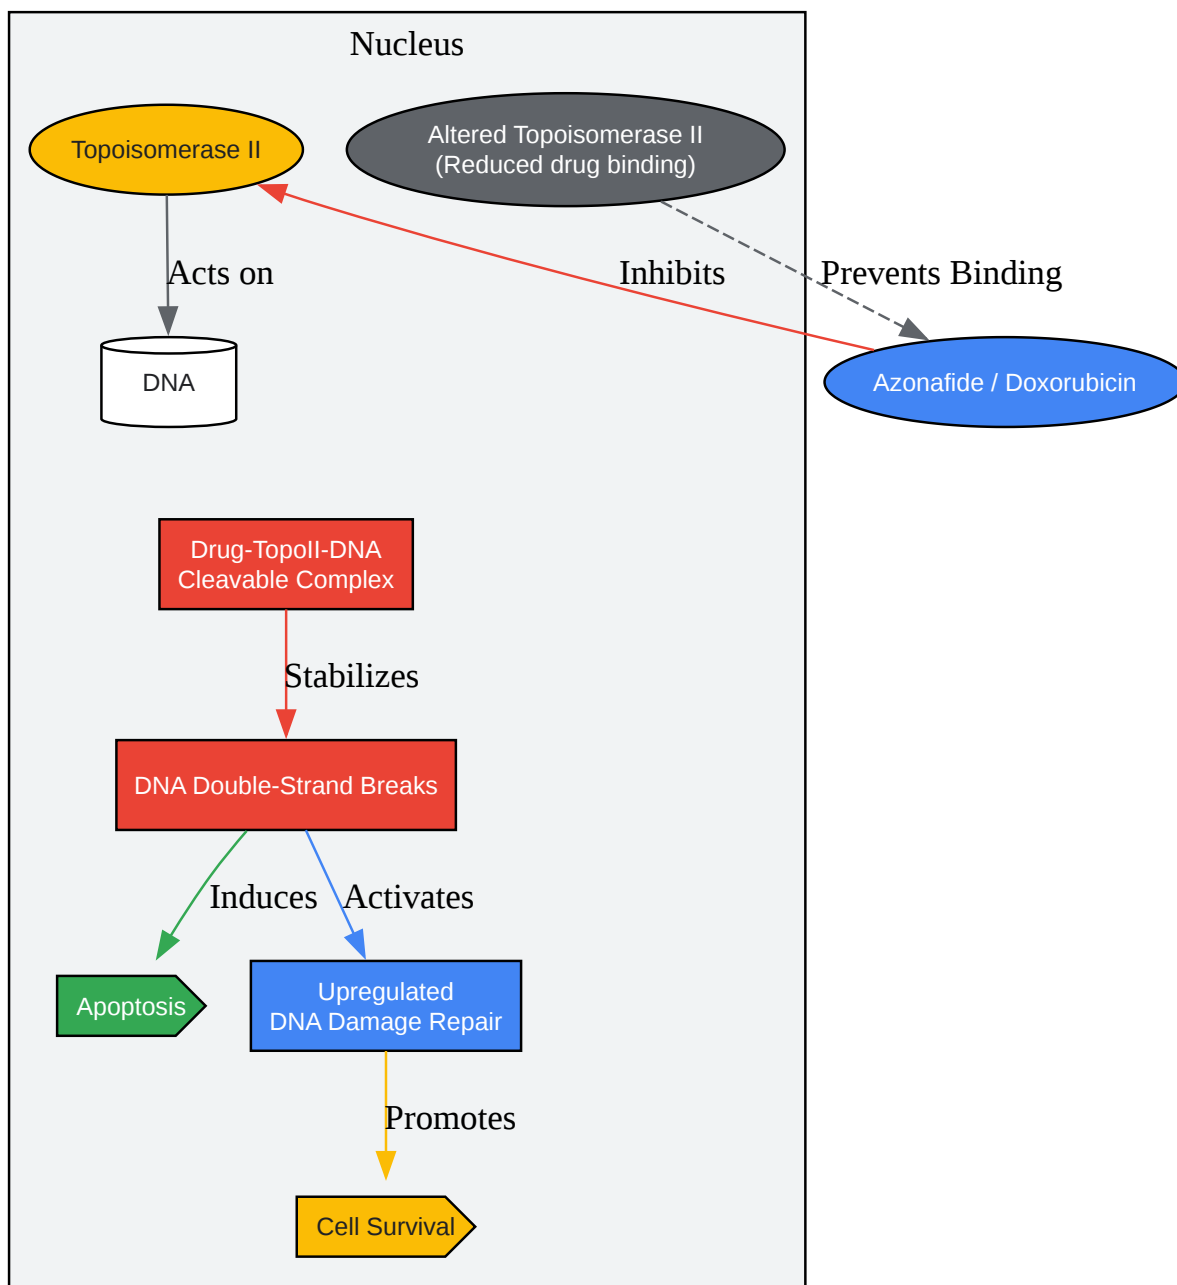 Nucleus
Topoisomerase II
Altered Topoisomerase II
(Reduced drug binding)
Acts on
Inhibits
Prevents Binding
DNA
Azonafide / Doxorubicin
Drug-TopoII-DNA
Cleavable Complex
Stabilizes
DNA Double-Strand Breaks
Induces
Activates
Apoptosis
Upregulated
DNA Damage Repair
Promotes
Cell Survival